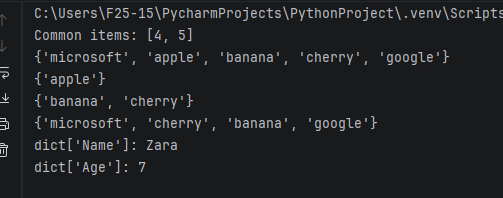 C:\Users\F25-15\PycharmProjects\PythonProject\.venv\Scripts
Common items: [4, 5]
{'microsoft', 'apple', 'banana', 'cherry', 'google'}
{'apple'}
{'banana', 'cherry'}
{'microsoft', 'cherry', 'banana', 'google'}
dict['Name']: Zara
dict['Age']: 7